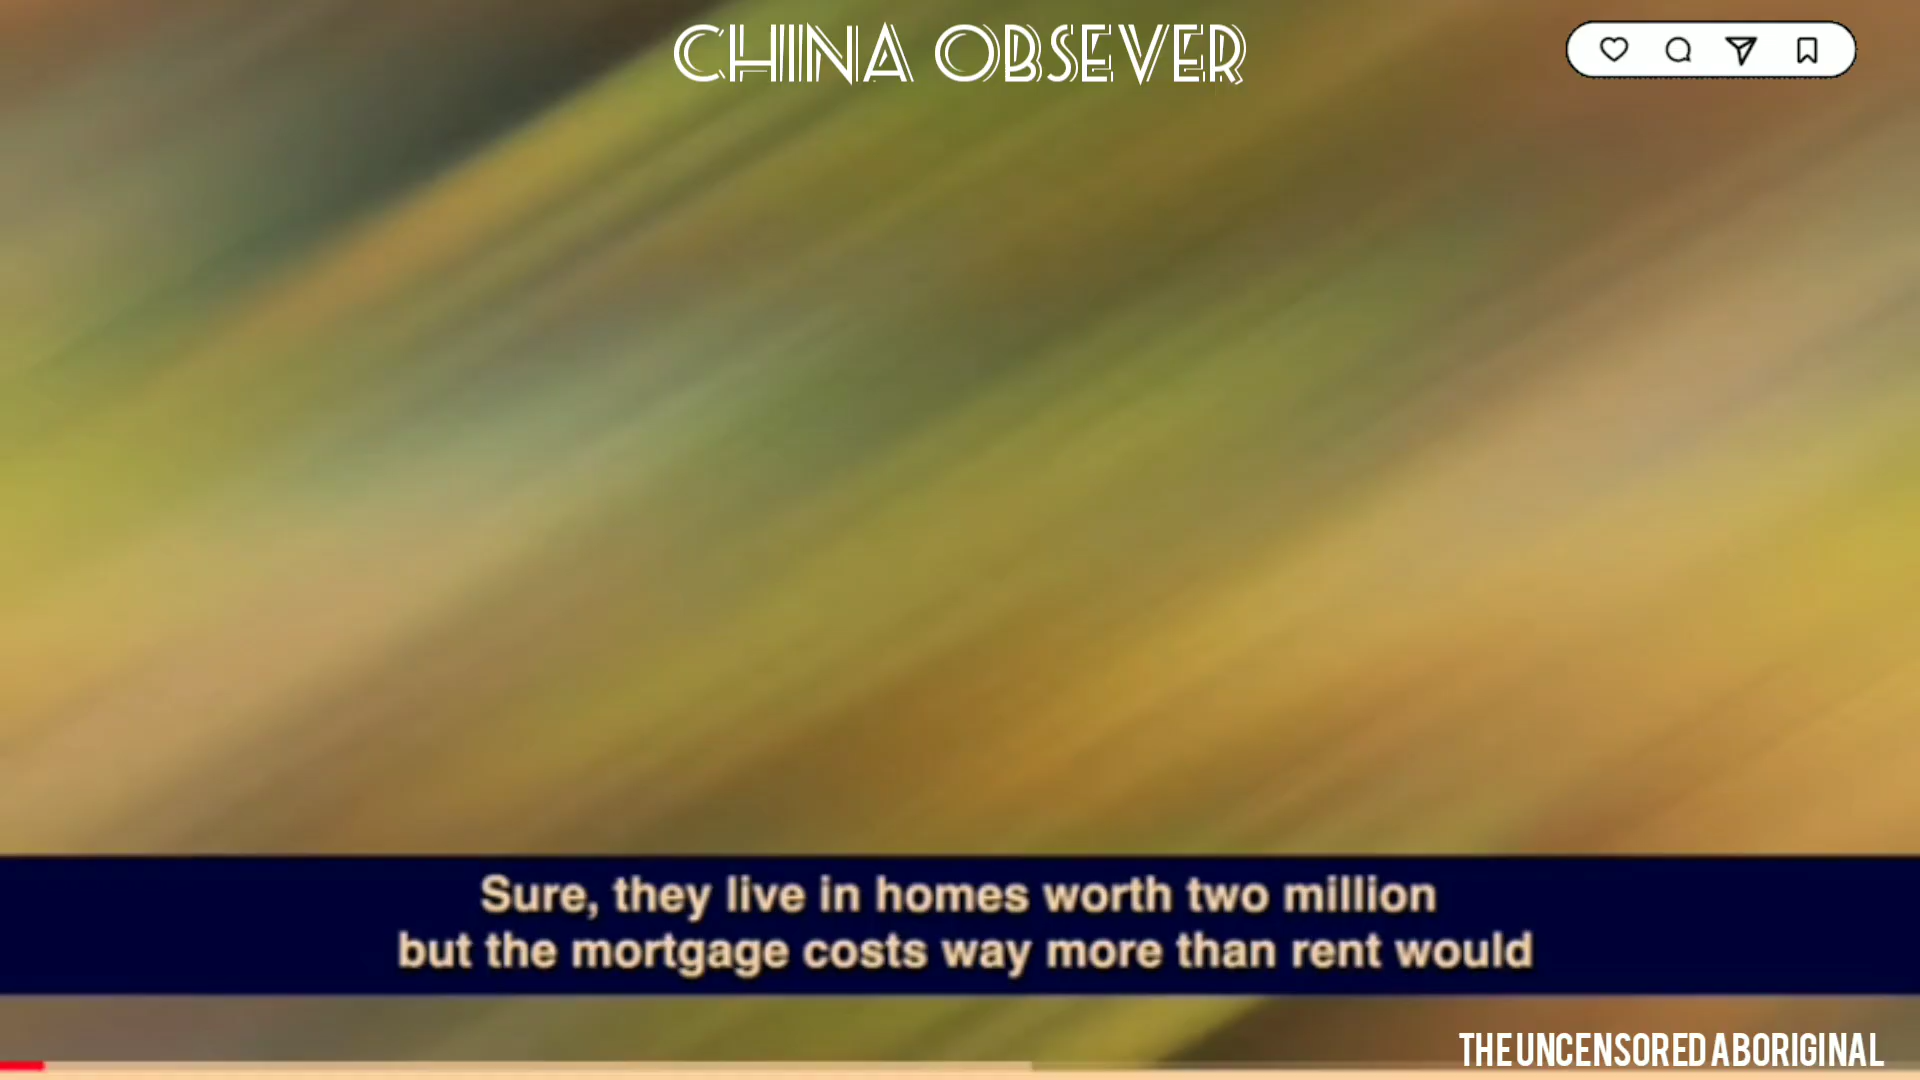 CHINA OBSEVER
Sure, they live in homes worth two million
but the mortgage costs way more than rent would
THE UNCENSORED ABORIGINAL